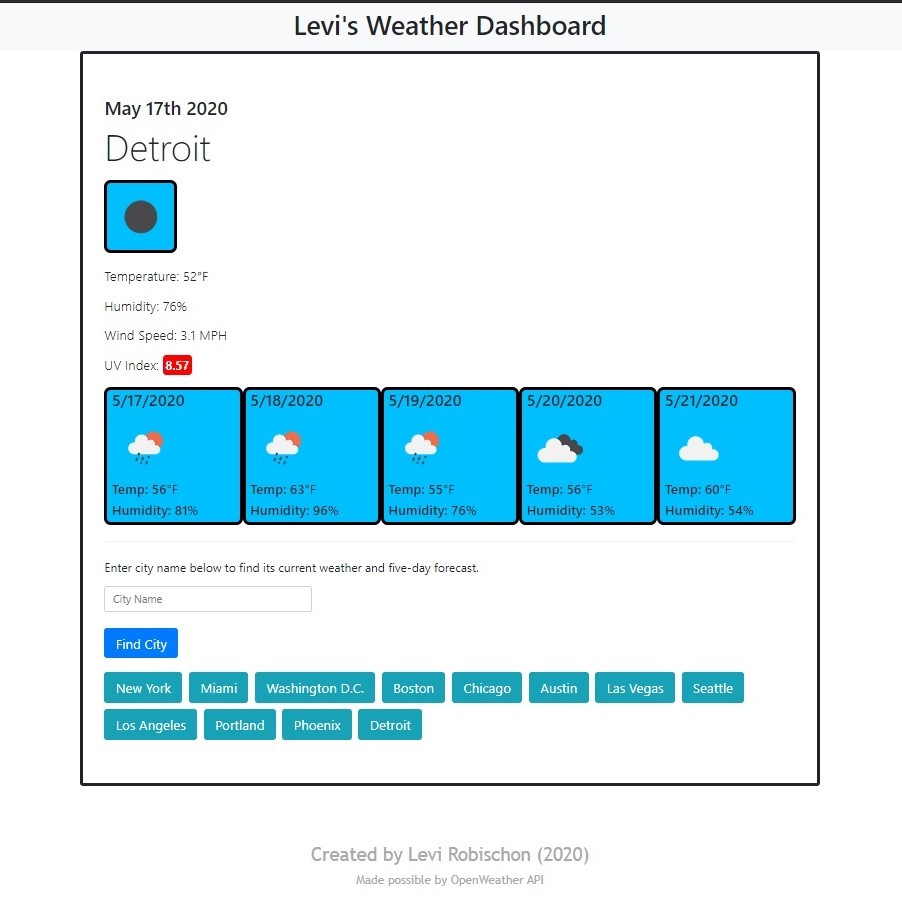 Levi's Weather Dashboard
May 17th 2020
Detroit
Temperature: 52°F
Humidity: 76%
Wind Speed: 3.1 MPH
UV Index: 8.57
5/17/2020 5/18/2020 5/19/2020 5/20/2020 5/21/2020
Temp: 56°F Temp: 63°F Temp: 55°F Temp: 56°F Temp: 60°F
Humidity: 81% Humidity: 96% Humidity: 76% Humidity: 53% Humidity: 54%
Enter city name below to find its current weather and five-day forecast.
City Name
Find City
New York Miami Washington D.C. Boston Chicago Austin Las Vegas Seattle
Los Angeles Portland Phoenix Detroit
Created by Levi Robischon (2020)
Made possible by OpenWeather API